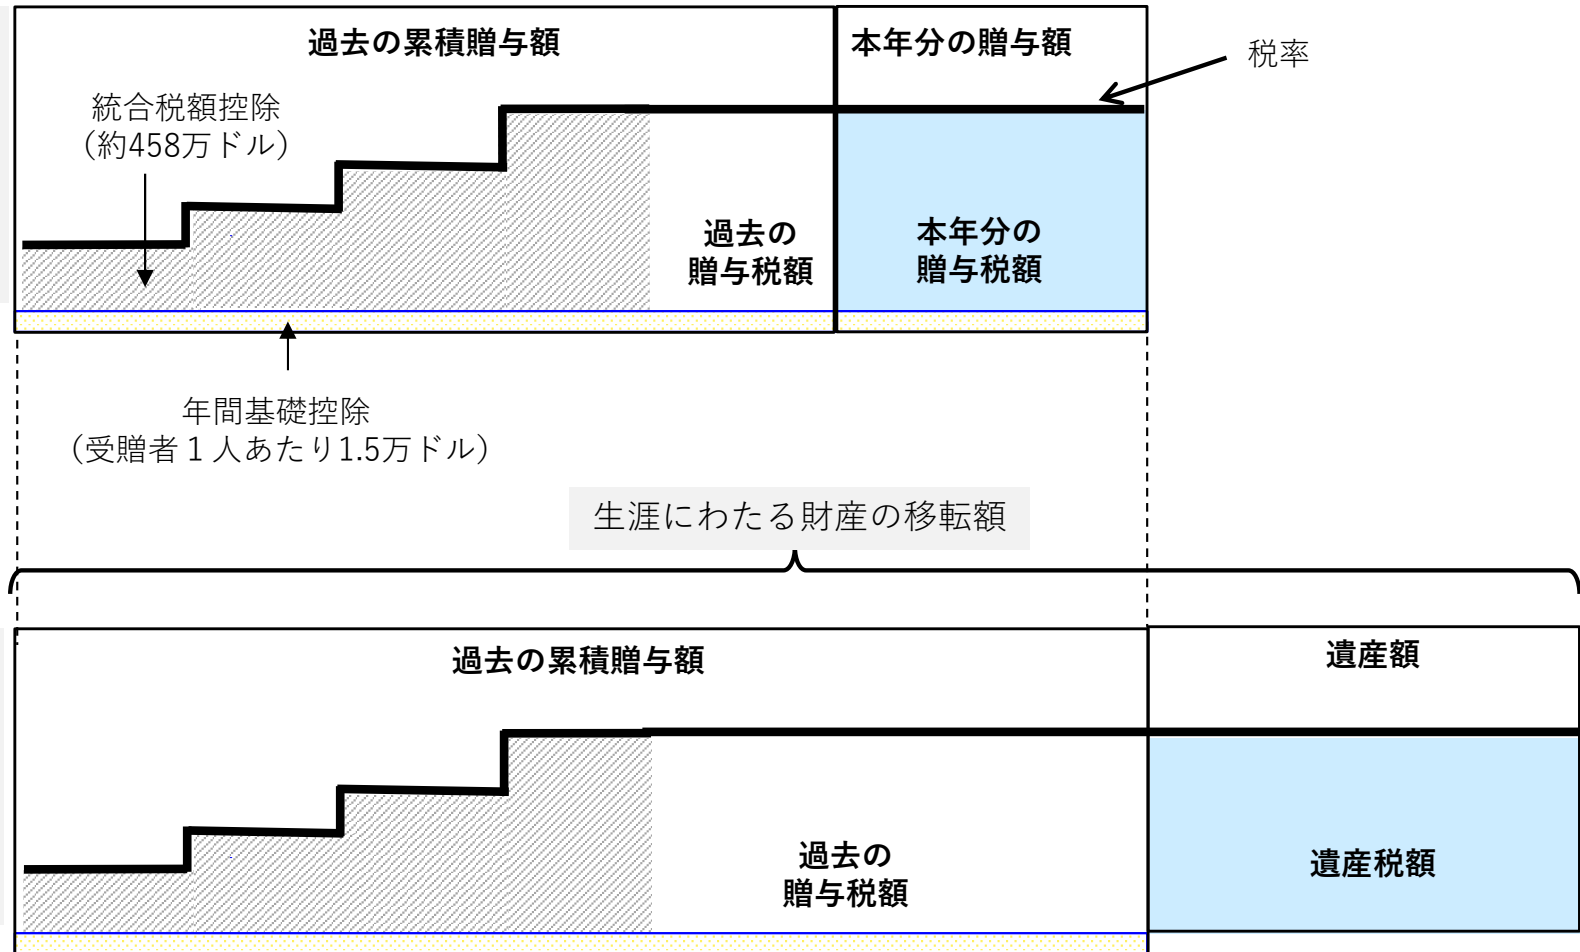 過去の累積贈与額
本年分の贈与額
税率
統合税額控除
（約458万ドル）
過去の
贈与税額
本年分の
贈与税額
年間基礎控除
（受贈者１人あたり1.5万ドル）
生涯にわたる財産の移転額
過去の累積贈与額
遺産額
過去の
贈与税額
遺産税額